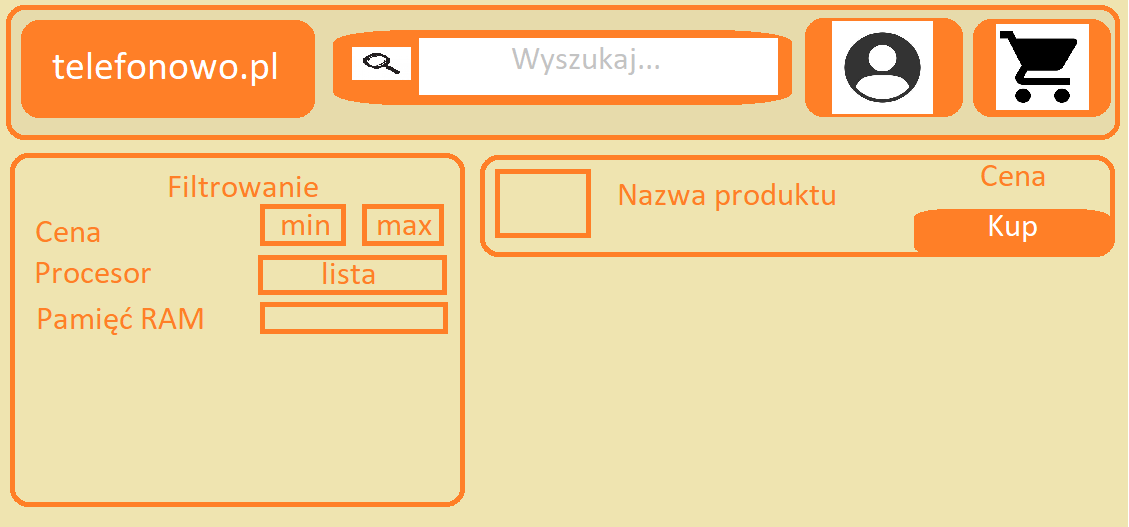 telefonowo.pl
Wyszukaj...
Filtrowanie
Cena
min
max
Procesor
lista
Pamięć RAM
Nazwa produktu
Cena
Kup